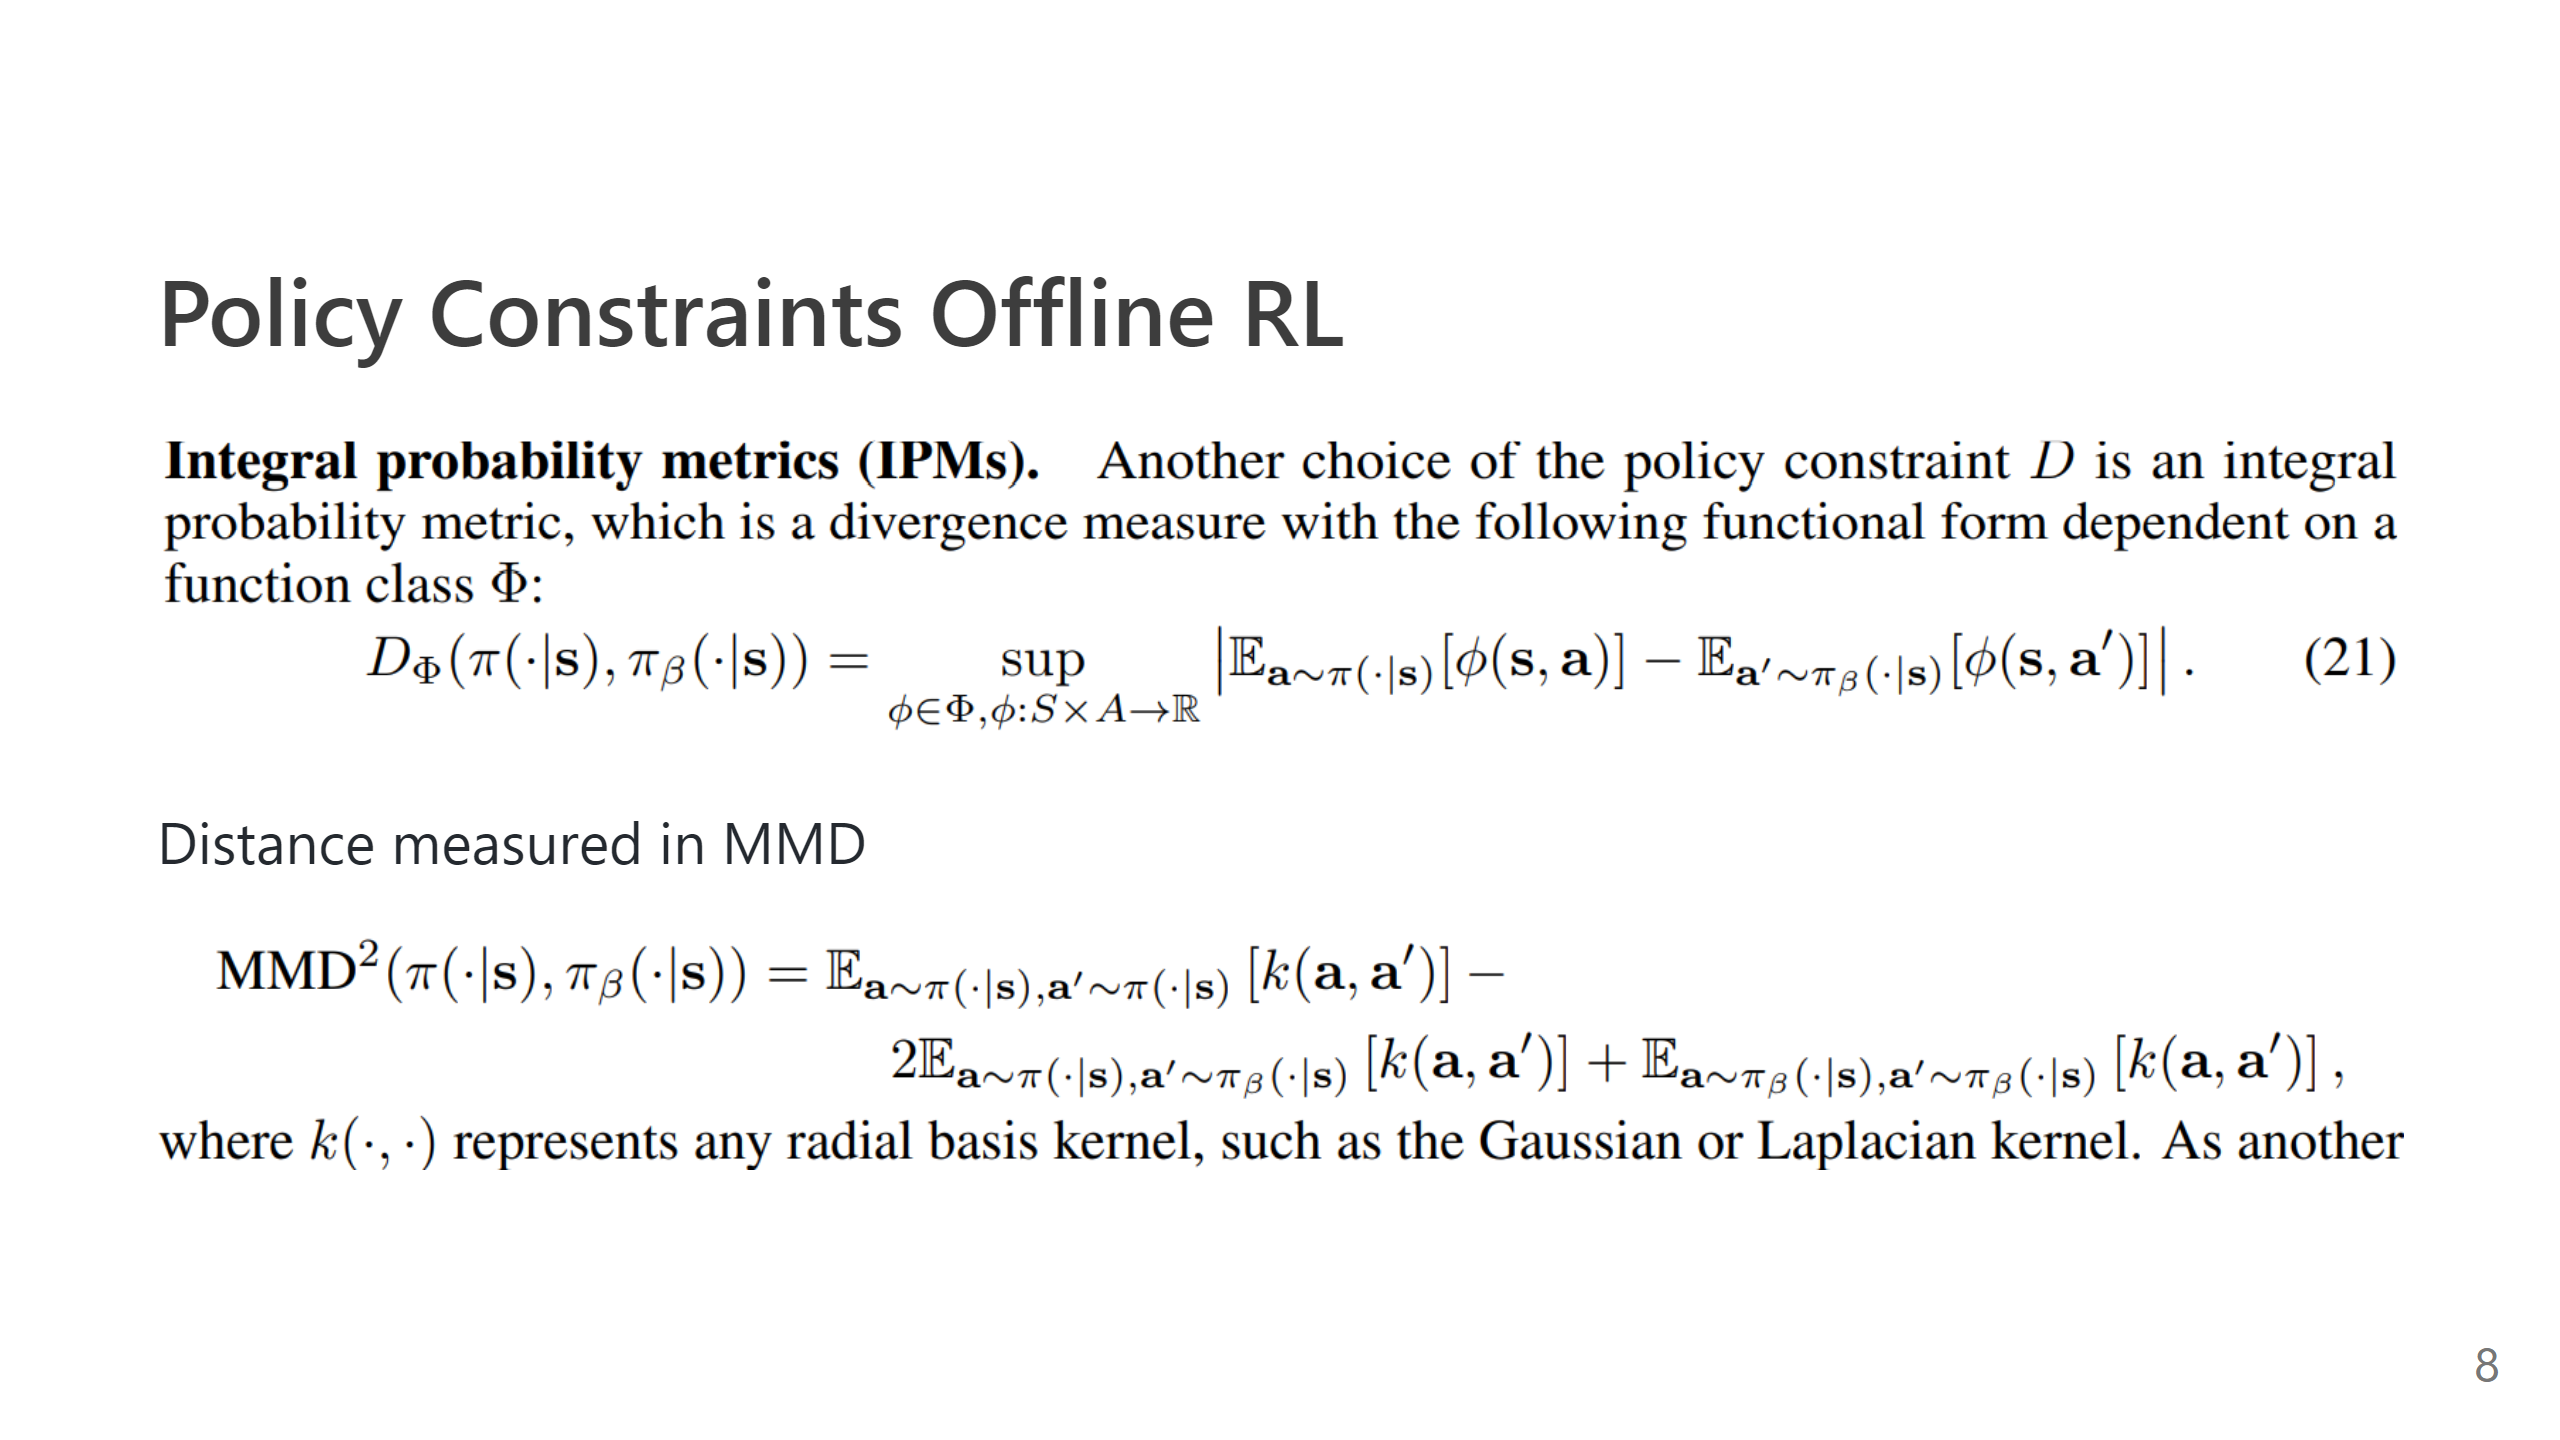 Policy Constraints Offline RL
Integral probability metrics (IPMs). Another choice of the policy constraint D is an integral
probability metric, which is a divergence measure with the following functional form dependent on a
function class Φ:
D_Φ(π(·|s), π_β(·|s)) = sup_{ϕ∈Φ,ϕ:S×A→ℝ} |𝔼_{a∼π(·|s)}[ϕ(s, a)] − 𝔼_{a′∼π_β(·|s)}[ϕ(s, a′)]| . (21)
Distance measured in MMD
MMD²(π(·|s), π_β(·|s)) = 𝔼_{a∼π(·|s),a′∼π(·|s)} [k(a, a′)] −
2𝔼_{a∼π(·|s),a′∼π_β(·|s)} [k(a, a′)] + 𝔼_{a∼π_β(·|s),a′∼π_β(·|s)} [k(a, a′)] ,
where k(·, ·) represents any radial basis kernel, such as the Gaussian or Laplacian kernel. As another
8